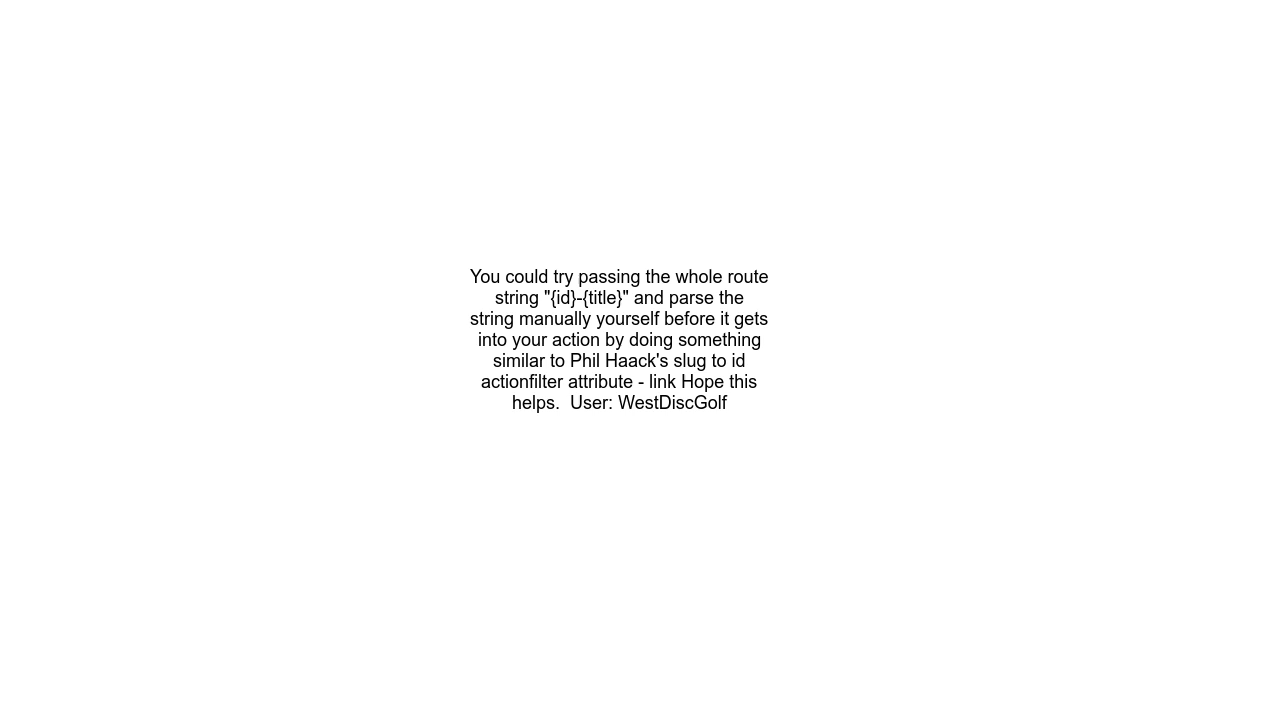 You could try passing the whole route
string "{id}-{title}" and parse the
string manually yourself before it gets
into your action by doing something
similar to Phil Haack's slug to id
actionfilter attribute - link Hope this
helps.  User: WestDiscGolf